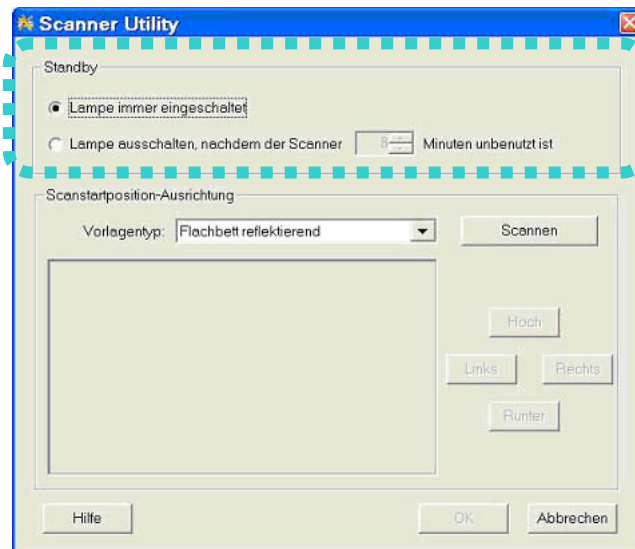 Scanner Utility
Standby
Lampe immer eingeschaltet
Lampe ausschalten, nachdem der Scanner 8 Minuten unbenutzt ist
Scanstartposition-Ausrichtung
Vorlagentyp: Flachbett reflektierend Scannen
Hoch
Links Rechts
Runter
Hilfe OK Abbrechen